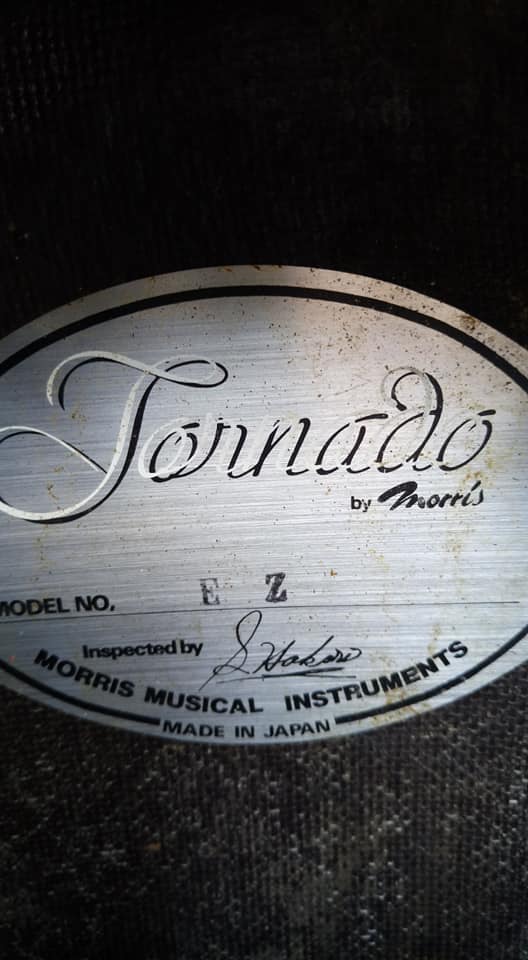 Tornado
by Morris
MODEL NO, E Z
Inspected by
MORRIS MUSICAL INSTRUMENTS
MADE IN JAPAN